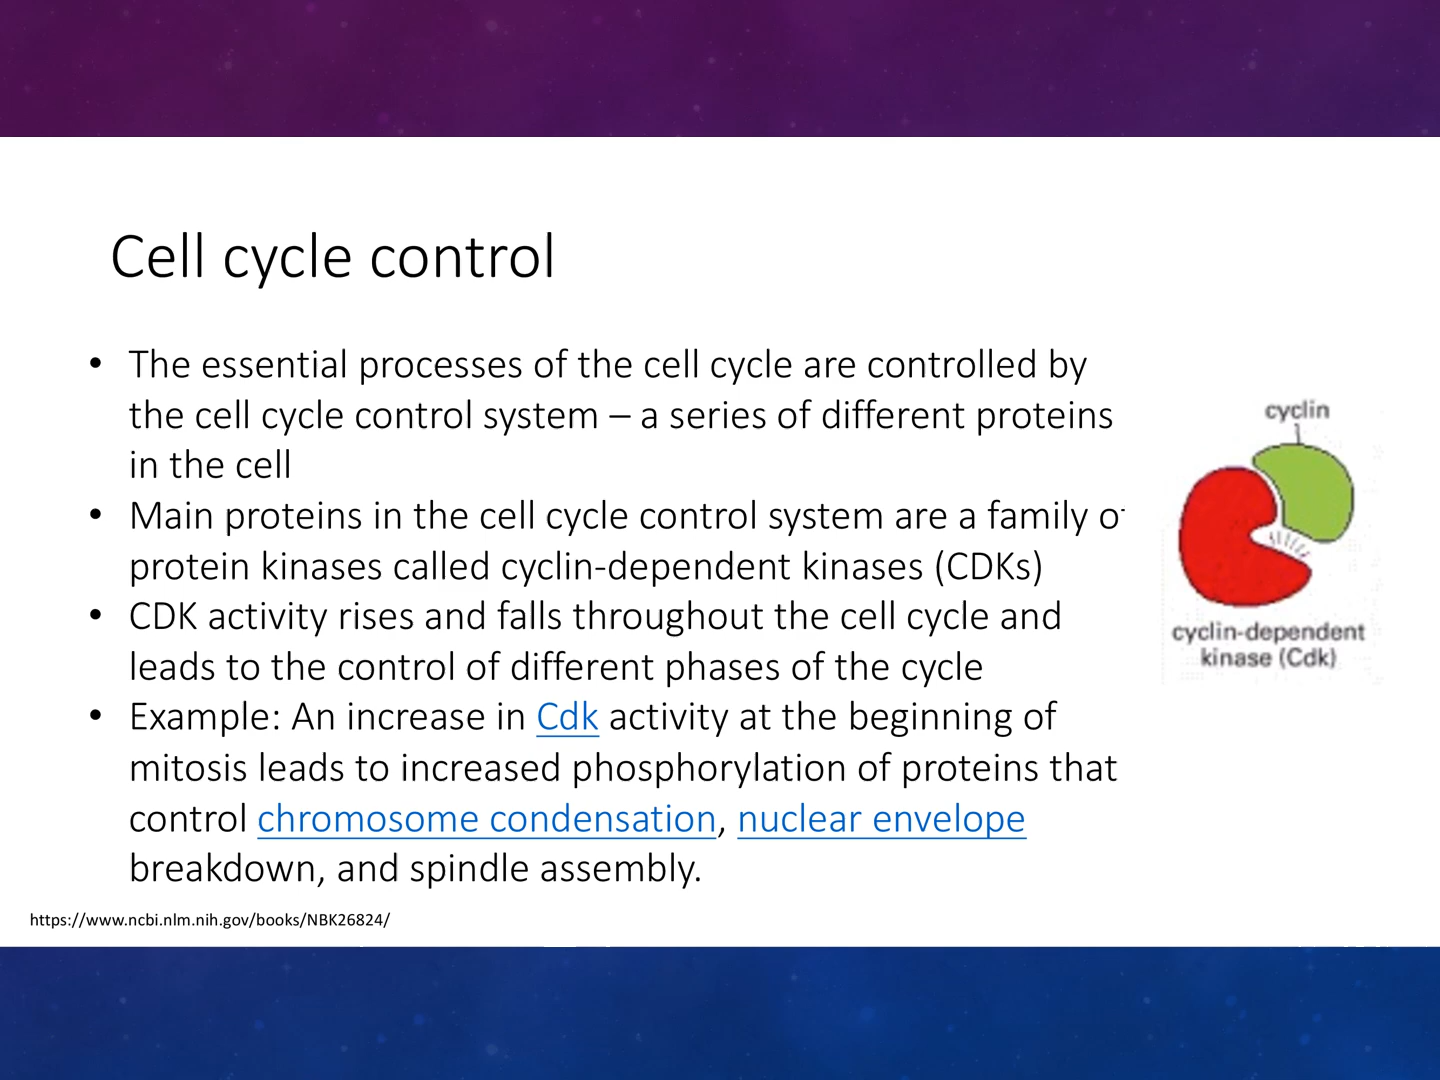 Cell cycle control
• The essential processes of the cell cycle are controlled by
the cell cycle control system – a series of different proteins
in the cell
• Main proteins in the cell cycle control system are a family of
protein kinases called cyclin-dependent kinases (CDKs)
• CDK activity rises and falls throughout the cell cycle and
leads to the control of different phases of the cycle
• Example: An increase in Cdk activity at the beginning of
mitosis leads to increased phosphorylation of proteins that
control chromosome condensation, nuclear envelope
breakdown, and spindle assembly.
cyclin
cyclin-dependent
kinase (Cdk)
https://www.ncbi.nlm.nih.gov/books/NBK26824/